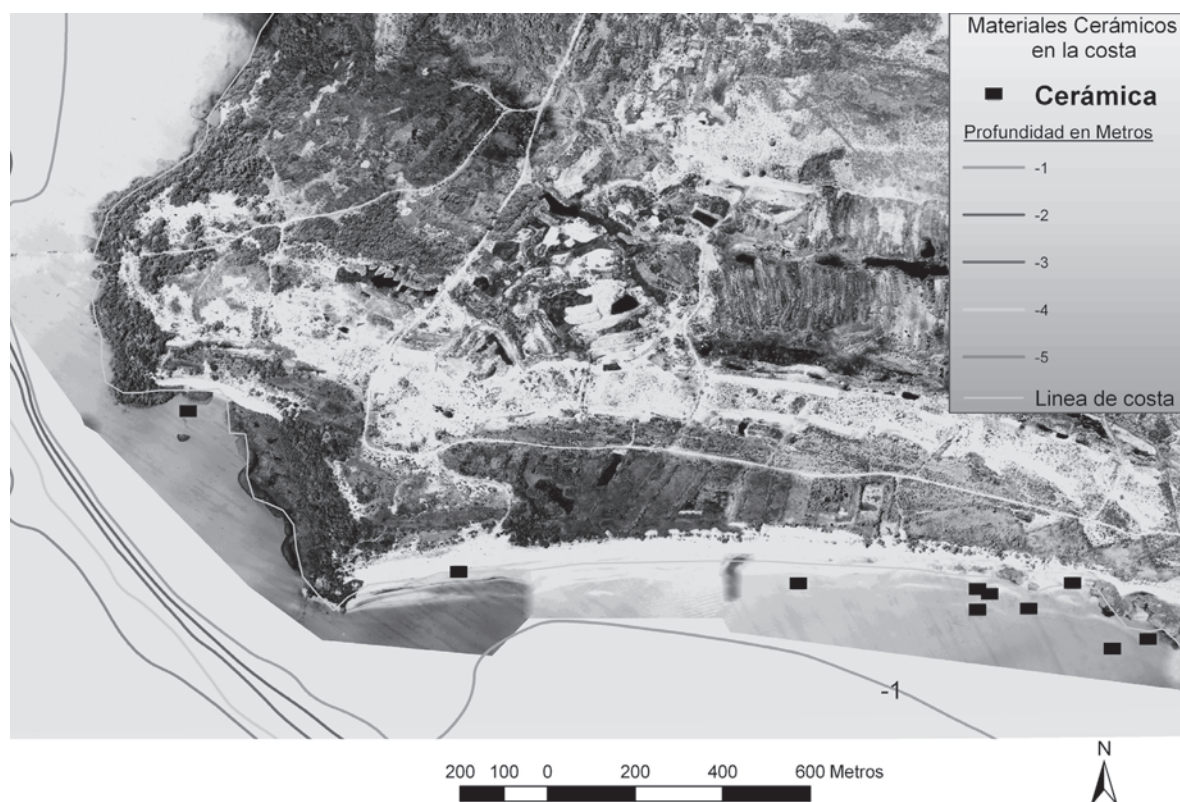 Materiales Cerámicos
en la costa
Cerámica
Profundidad en Metros
-1
-2
-3
-4
-5
Linea de costa
-1
200 100 0 200 400 600 Metros
N